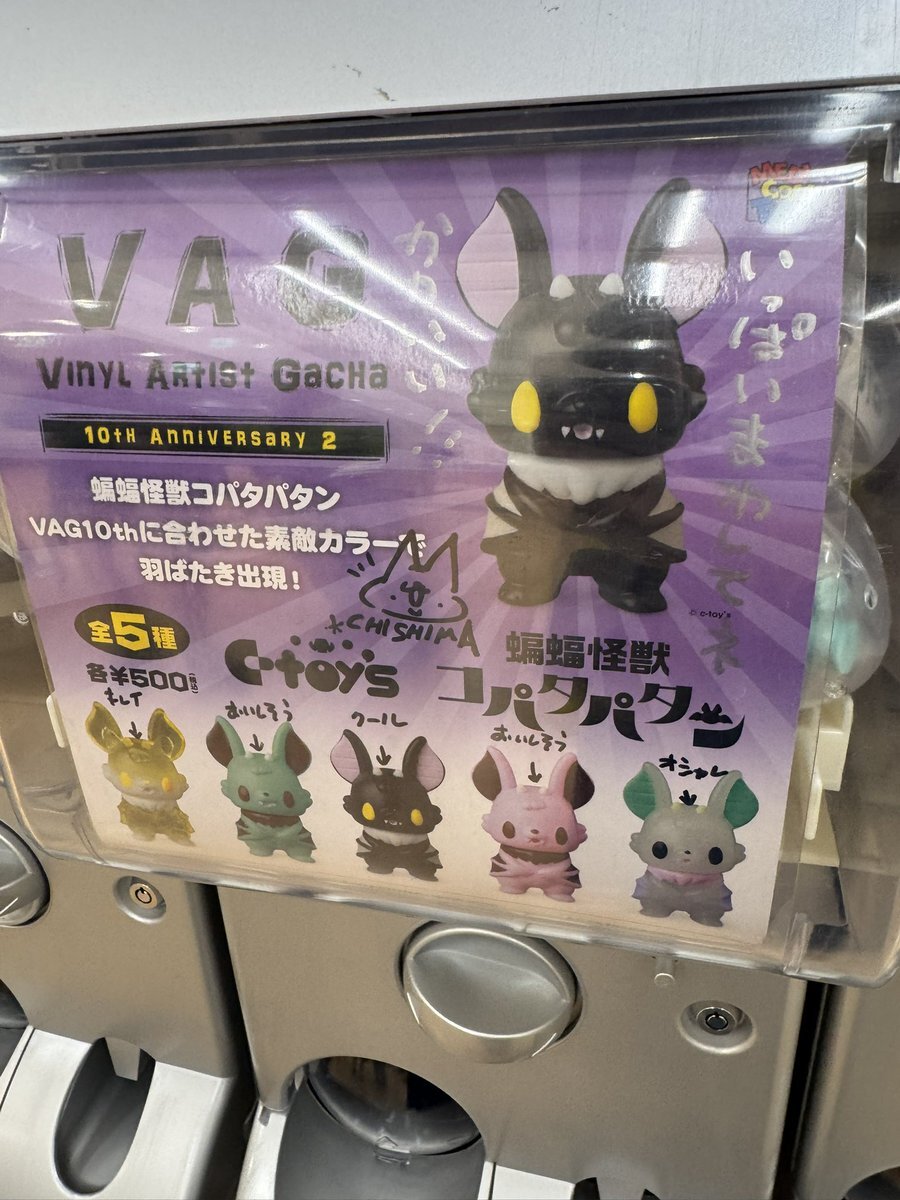 VAG
Vinyl Artist Gacha
10th Anniversary 2
蝙蝠怪獣コパタパタン
VAG10thに合わせた素敵カラーで
羽ばたき出現!
かわいい!!
いっぱいまわしてネ
MEDICOM
© c-toy's
*CHISHIMA
全5種
各¥500(税込)
c-toy's
蝙蝠怪獣
コパタパタン
キレイ
おいしそう
クール
おいしそう
オシャレ